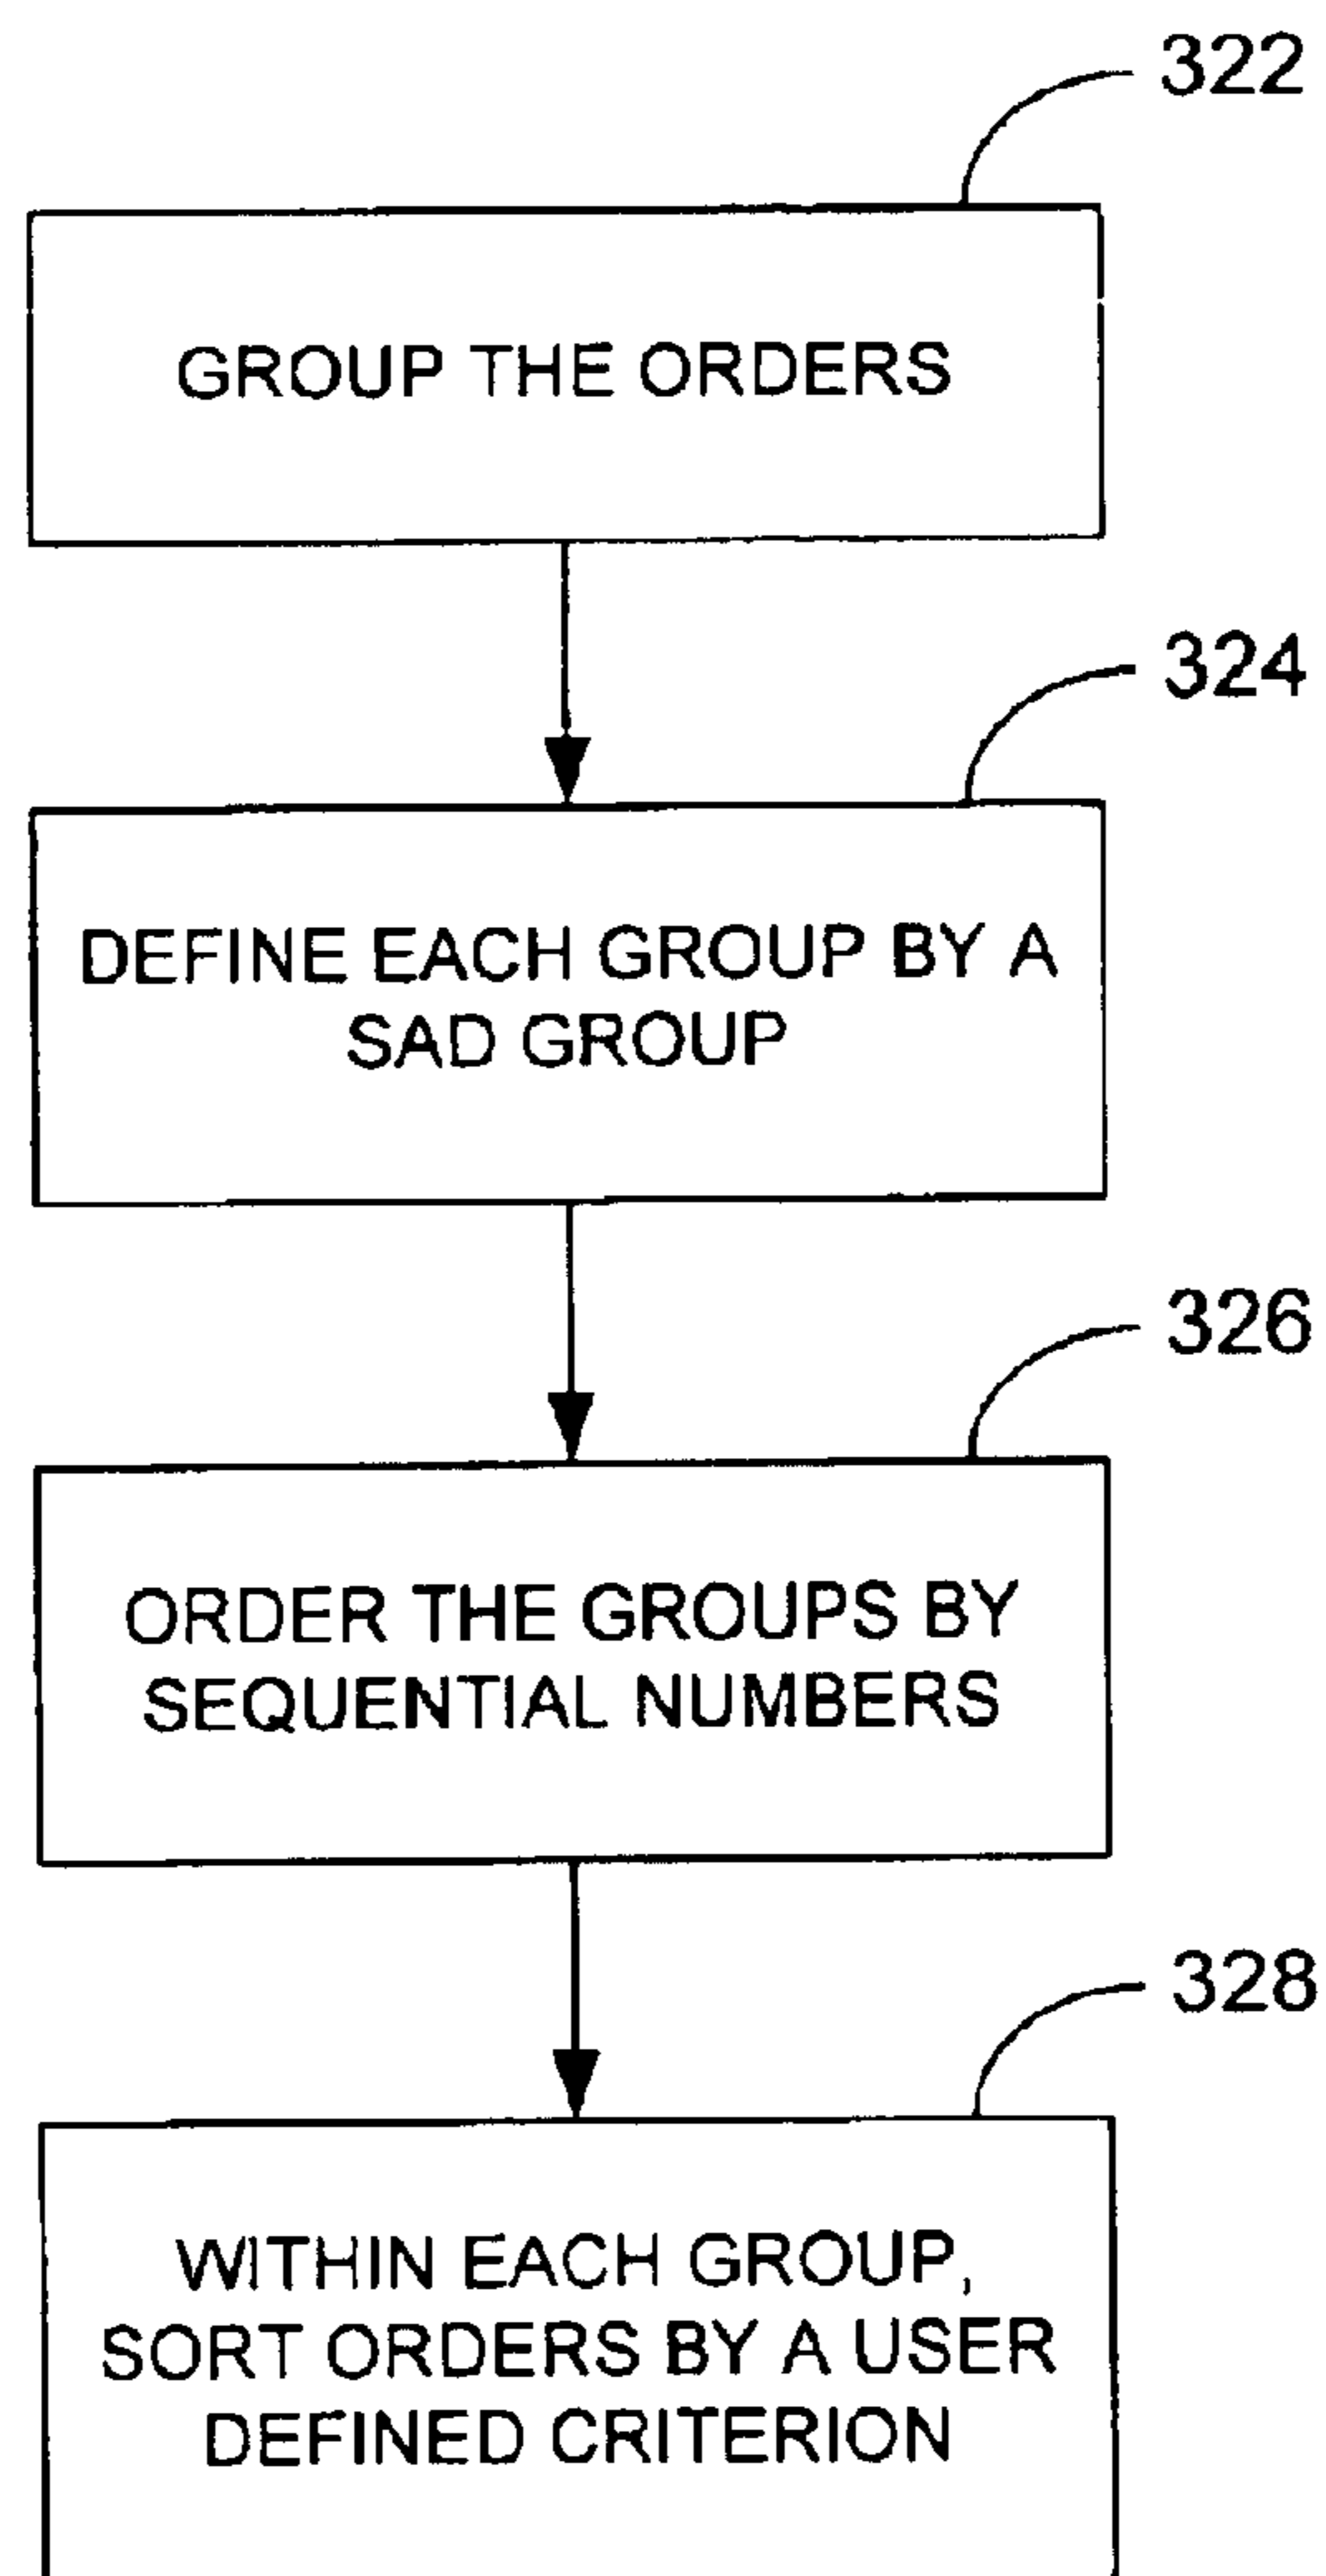 322
GROUP THE ORDERS
324
DEFINE EACH GROUP BY A
SAD GROUP
326
ORDER THE GROUPS BY
SEQUENTIAL NUMBERS
328
WITHIN EACH GROUP,
SORT ORDERS BY A USER
DEFINED CRITERION